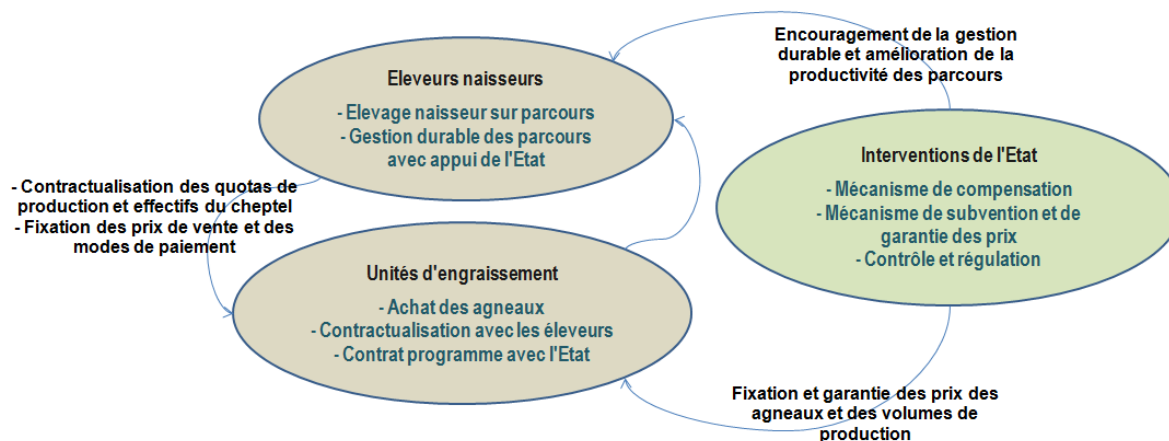 Encouragement de la gestion
durable et amélioration de la
productivité des parcours
Eleveurs naisseurs
- Elevage naisseur sur parcours
- Gestion durable des parcours
avec appui de l'Etat
Interventions de l'Etat
- Mécanisme de compensation
- Mécanisme de subvention et de
garantie des prix
- Contrôle et régulation
- Contractualisation des quotas de
production et effectifs du cheptel
- Fixation des prix de vente et des
modes de paiement
Unités d'engraissement
- Achat des agneaux
- Contractualisation avec les éleveurs
- Contrat programme avec l'Etat
Fixation et garantie des prix des
agneaux et des volumes de
production